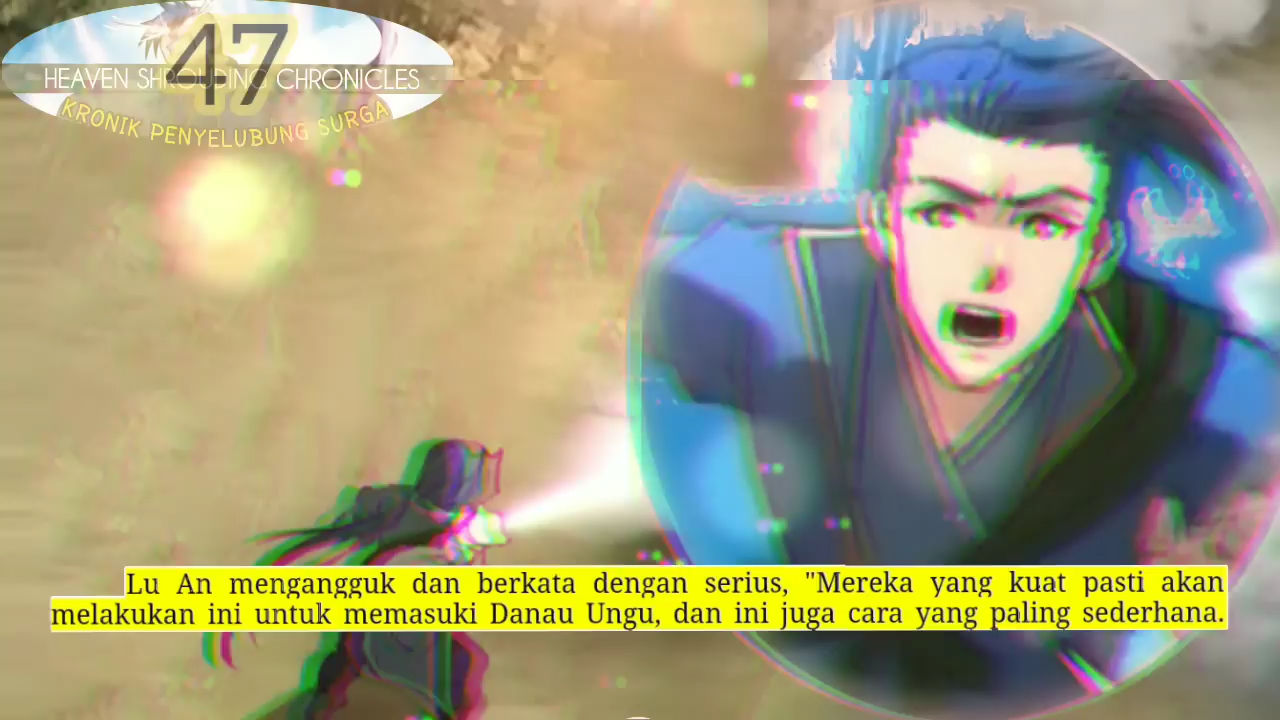 47
HEAVEN SHROUDING CHRONICLES
KRONIK PENYELUBUNG SURGA
Lu An mengangguk dan berkata dengan serius, "Mereka yang kuat pasti akan
melakukan ini untuk memasuki Danau Ungu, dan ini juga cara yang paling sederhana.